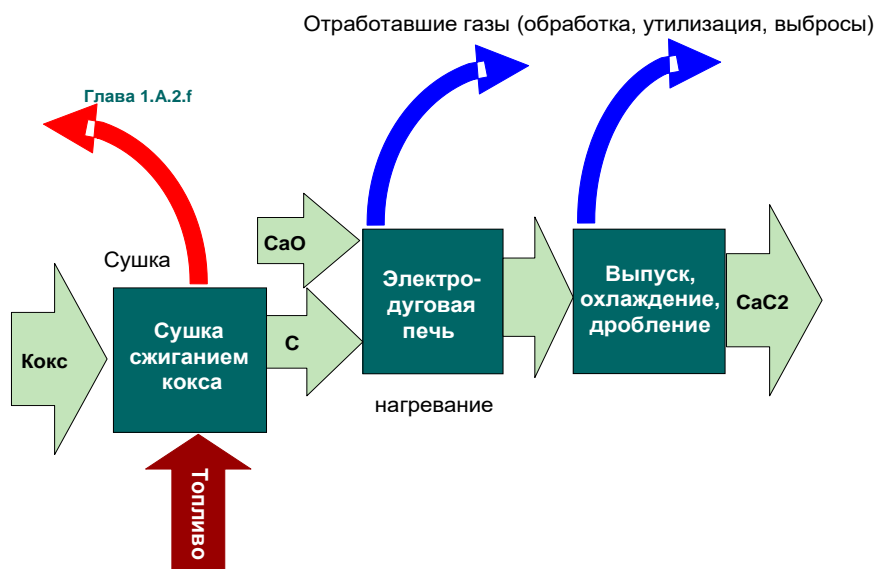 Отработавшие газы (обработка, утилизация, выбросы)
Глава 1.A.2.f
Сушка
CaO
Электро-
дуговая
печь
Выпуск,
охлаждение,
дробление
CaC2
Кокс
Сушка
сжиганием
кокса
C
нагревание
Топливо